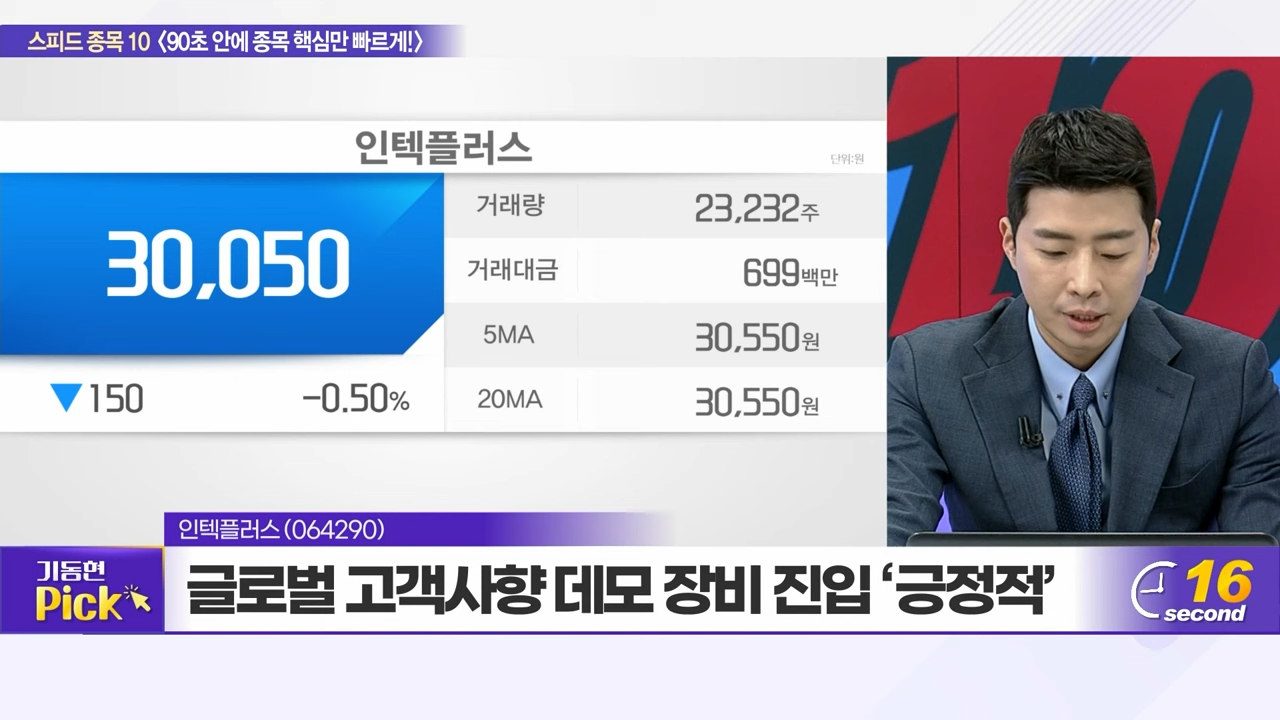 스피드 종목 10 〈90초 안에 종목 핵심만 빠르게!〉
인텍플러스
단위:원
30,050
▼150 -0.50%
거래량 23,232주
거래대금 699백만
5MA 30,550원
20MA 30,550원
인텍플러스(064290)
기동현
Pick
글로벌 고객사향 데모 장비 진입 ‘긍정적’
16
second